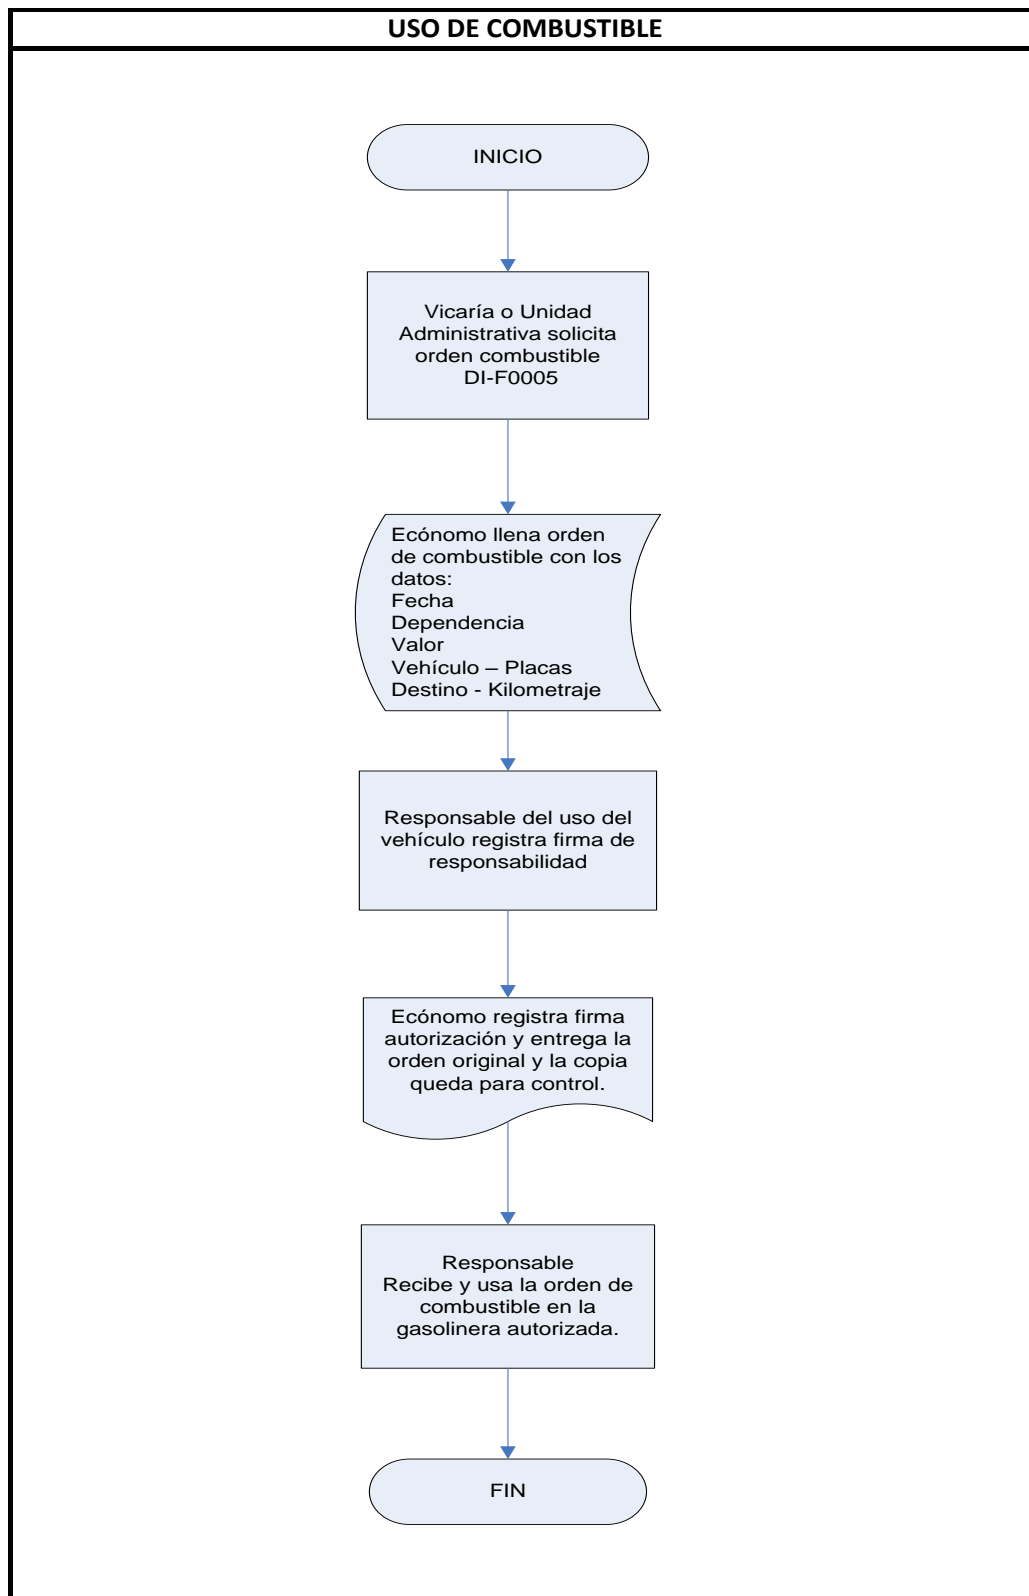 USO DE COMBUSTIBLE
INICIO
Vicaría o Unidad
Administrativa solicita
orden combustible
DI-F0005
Ecónomo llena orden
de combustible con los
datos:
Fecha
Dependencia
Valor
Vehículo – Placas
Destino - Kilometraje
Responsable del uso del
vehículo registra firma de
responsabilidad
Ecónomo registra firma
autorización y entrega la
orden original y la copia
queda para control.
Responsable
Recibe y usa la orden de
combustible en la
gasolinera autorizada.
FIN